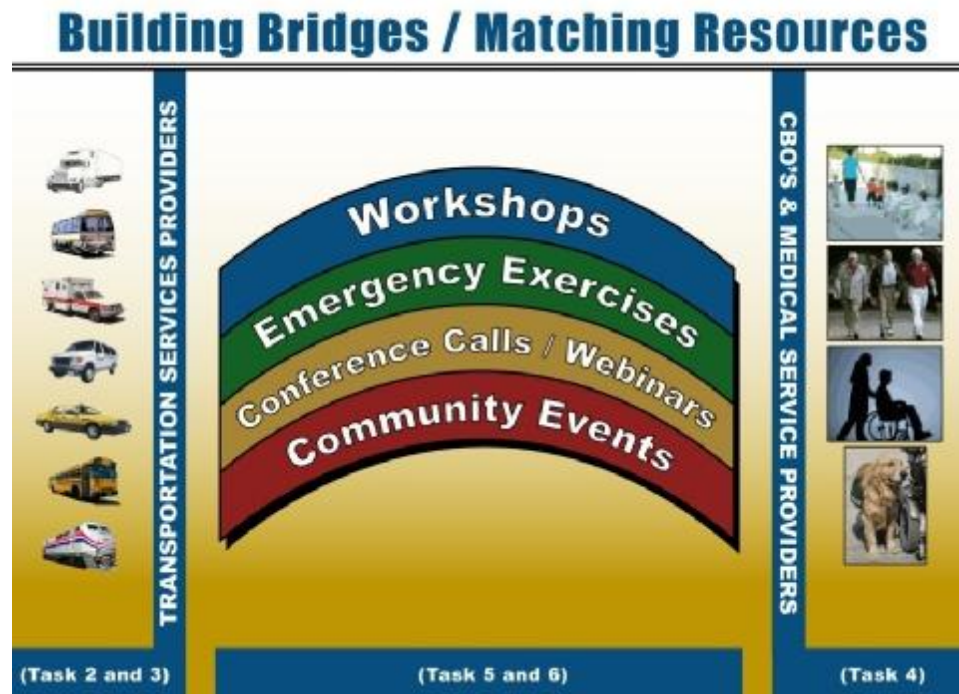 Building Bridges / Matching Resources
TRANSPORTATION SERVICES PROVIDERS
Workshops
Emergency Exercises
Conference Calls / Webinars
Community Events
CBO'S & MEDICAL SERVICE PROVIDERS
(Task 2 and 3)
(Task 5 and 6)
(Task 4)